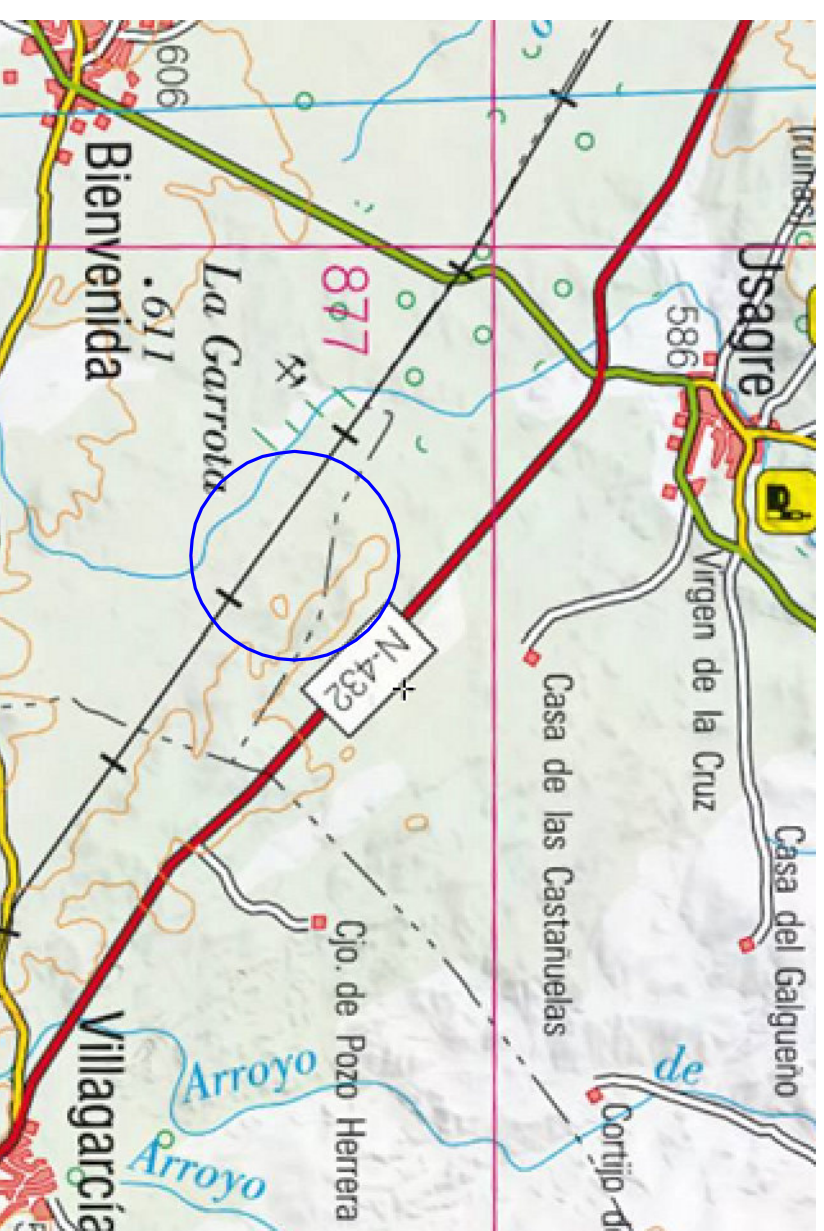 606
Bienvenida
.611
La Garrota
877
586
Usagre
(ruinas)
N-432
Virgen de la Cruz
Casa de las Castañuelas
Casa del Galgueño
Cjo. de Pozo Herrera
Villagarcía
Arroyo
Arroyo
de
Cortijo